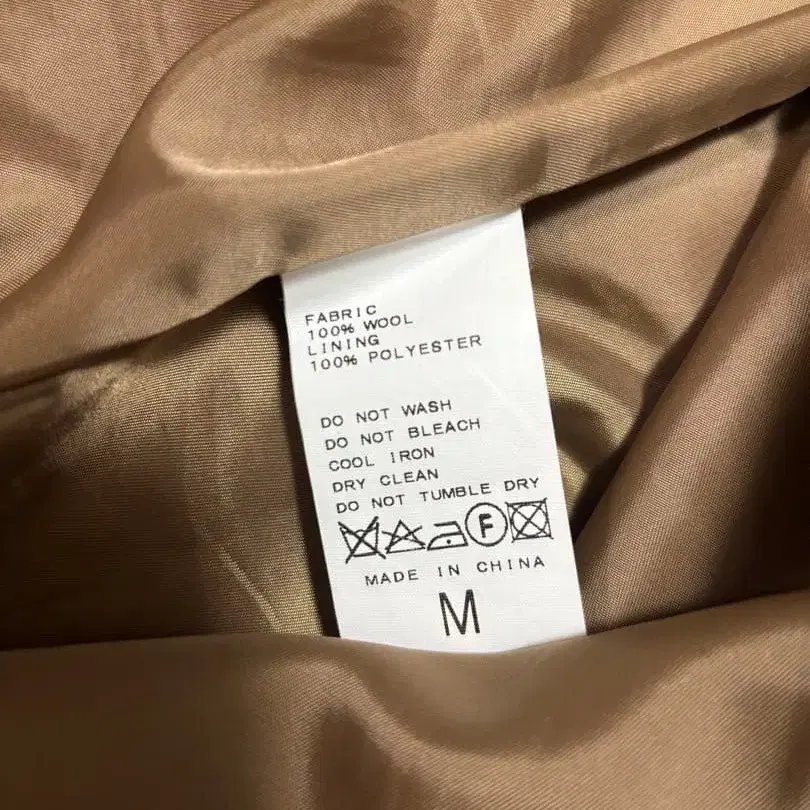 FABRIC
100% WOOL
LINING
100% POLYESTER
DO NOT WASH
DO NOT BLEACH
COOL IRON
DRY CLEAN
DO NOT TUMBLE DRY
F
MADE IN CHINA
M